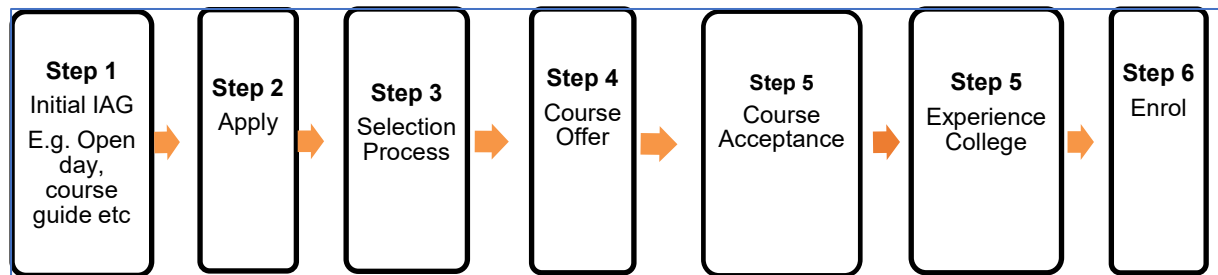 Step 1
Initial IAG
E.g. Open
day,
course
guide etc
Step 2
Apply
Step 3
Selection
Process
Step 4
Course
Offer
Step 5
Course
Acceptance
Step 5
Experience
College
Step 6
Enrol